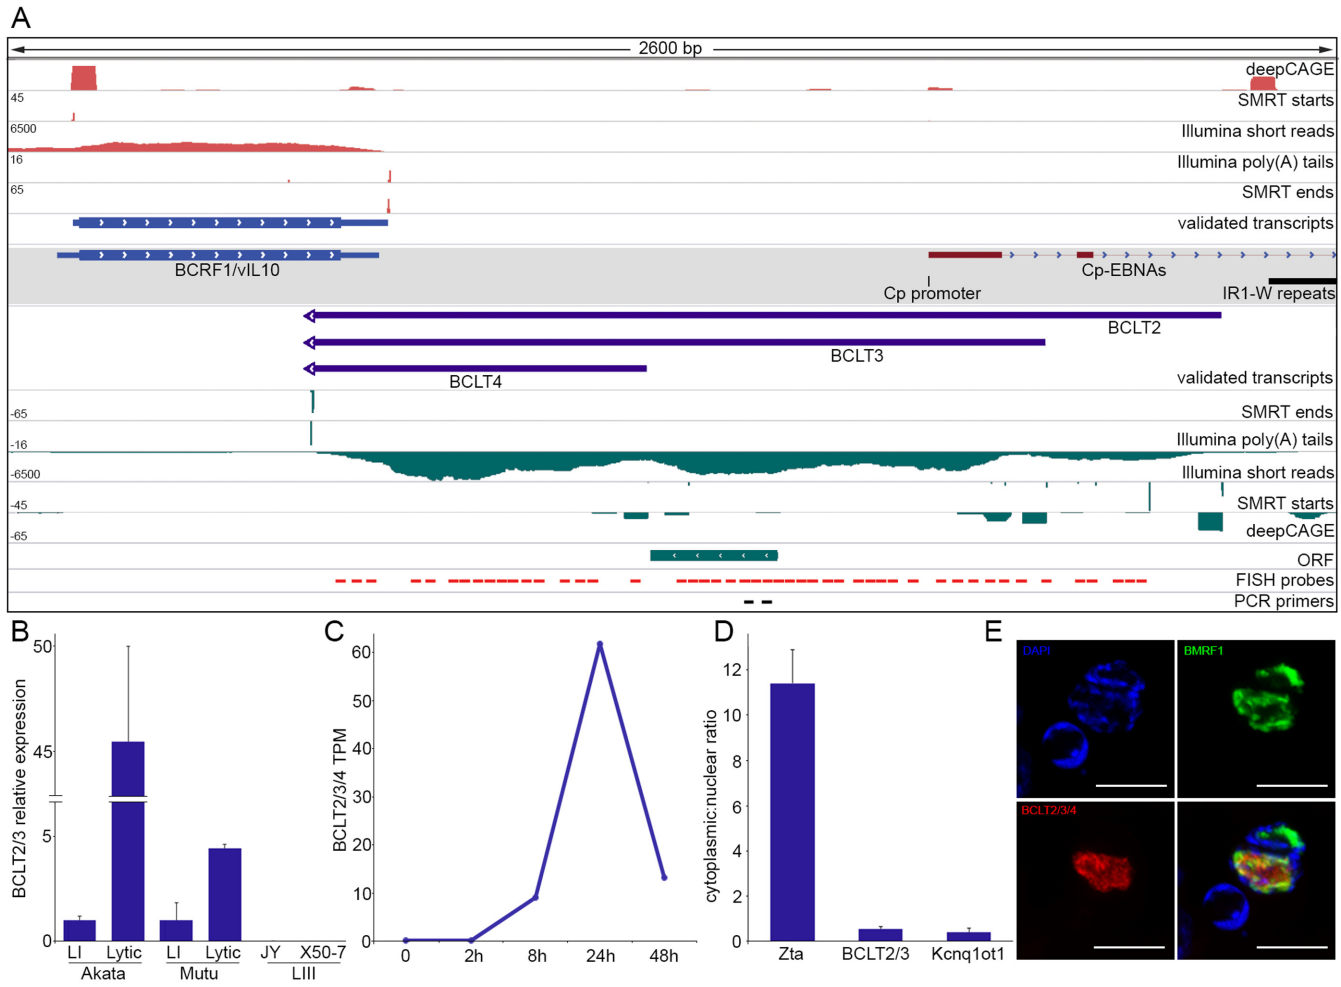 A
2600 bp
deepCAGE
45
SMRT starts
6500
Illumina short reads
16
Illumina poly(A) tails
65
SMRT ends
validated transcripts
BCRF1/vIL10
Cp-EBNAs
Cp promoter
IR1-W repeats
BCLT2
BCLT3
BCLT4
validated transcripts
-65
SMRT ends
-16
Illumina poly(A) tails
-6500
Illumina short reads
-45
SMRT starts
-65
deepCAGE
ORF
FISH probes
PCR primers
B
BCLT2/3 relative expression
50
45
5
0
LI
Lytic
LI
Lytic
JY
X50-7
Akata
Mutu
LIII
C
BCLT2/3/4 TPM
60
50
60
30
20
10
0
0
2h
8h
24h
48h
D
cytoplasmic:nuclear ratio
12
10
8
6
4
2
0
Zta
BCLT2/3
Kcnq1ot1
E
DAPI
BMRF1
BCLT2/3/4